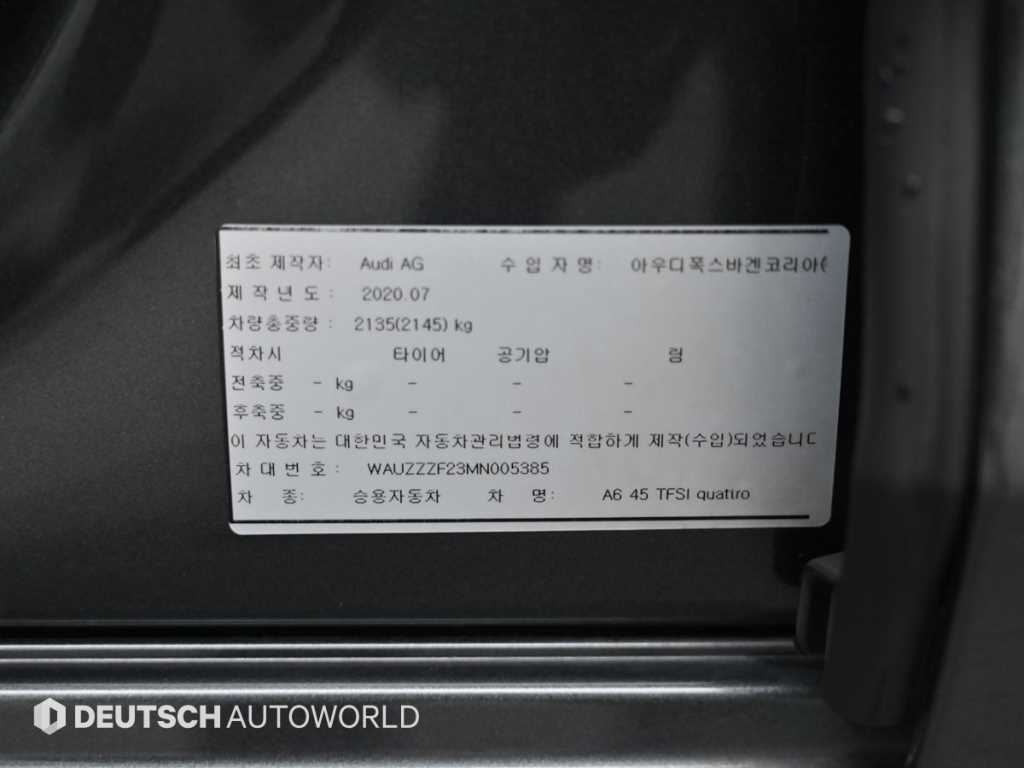 최초 제작자: Audi AG 수 입 자 명: 아우디폭스바겐코리아(
제 작 년 도 : 2020.07
차량총중량 : 2135(2145) kg
적차시 타이어 공기압 림
전축중 - kg - - -
후축중 - kg - - -
이 자동차는 대한민국 자동차관리법령에 적합하게 제작(수입)되었습니다
차 대 번 호 : WAUZZZF23MN005385
차 종: 승용자동차 차 명: A6 45 TFSI quattro
DEUTSCH AUTOWORLD